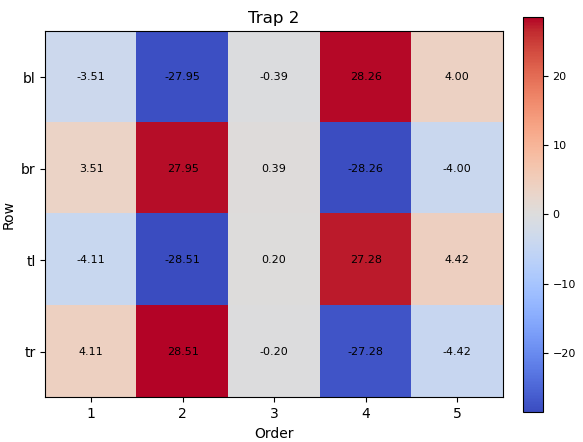 Trap 2
bl -3.51 -27.95 -0.39 28.26 4.00
br 3.51 27.95 0.39 -28.26 -4.00
tl -4.11 -28.51 0.20 27.28 4.42
tr 4.11 28.51 -0.20 -27.28 -4.42
1 2 3 4 5
Order
Row
20
10
0
−10
−20